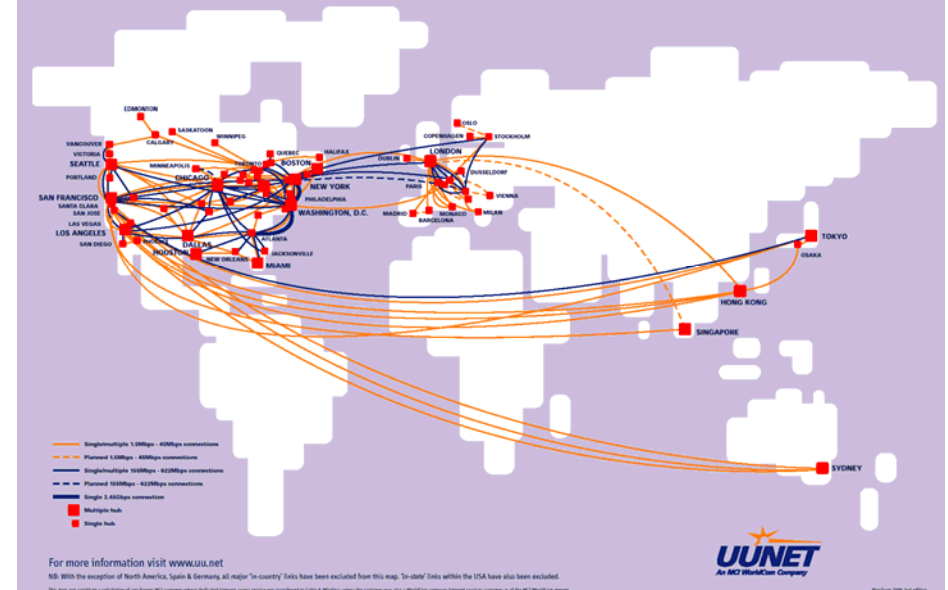 EDMONTON
SASKATOON
WINNIPEG
CALGARY
VANCOUVER
VICTORIA
SEATTLE
PORTLAND
MINNEAPOLIS
CHICAGO
TORONTO
QUEBEC
HALIFAX
BOSTON
NEW YORK
PHILADELPHIA
WASHINGTON, D.C.
SAN FRANCISCO
SANTA CLARA
SAN JOSE
LAS VEGAS
LOS ANGELES
SAN DIEGO
PHOENIX
DALLAS
HOUSTON
NEW ORLEANS
ATLANTA
JACKSONVILLE
MIAMI
OSLO
COPENHAGEN
STOCKHOLM
LONDON
DUBLIN
DUSSELDORF
PARIS
VIENNA
MADRID
MONACO
MILAN
BARCELONA
TOKYO
OSAKA
HONG KONG
SINGAPORE
SYDNEY
Single/multiple 1.5Mbps - 45Mbps connections
Planned 1.5Mbps - 45Mbps connections
Single/multiple 155Mbps - 622Mbps connections
Planned 155Mbps - 622Mbps connections
Single 2.45Gbps connection
Multiple hub
Single hub
UUNET
An MCI WorldCom Company
For more information visit www.uu.net
NB: With the exception of North America, Spain & Germany, all major 'in-country' links have been excluded from this map. 'In-state' links within the USA have also been excluded.